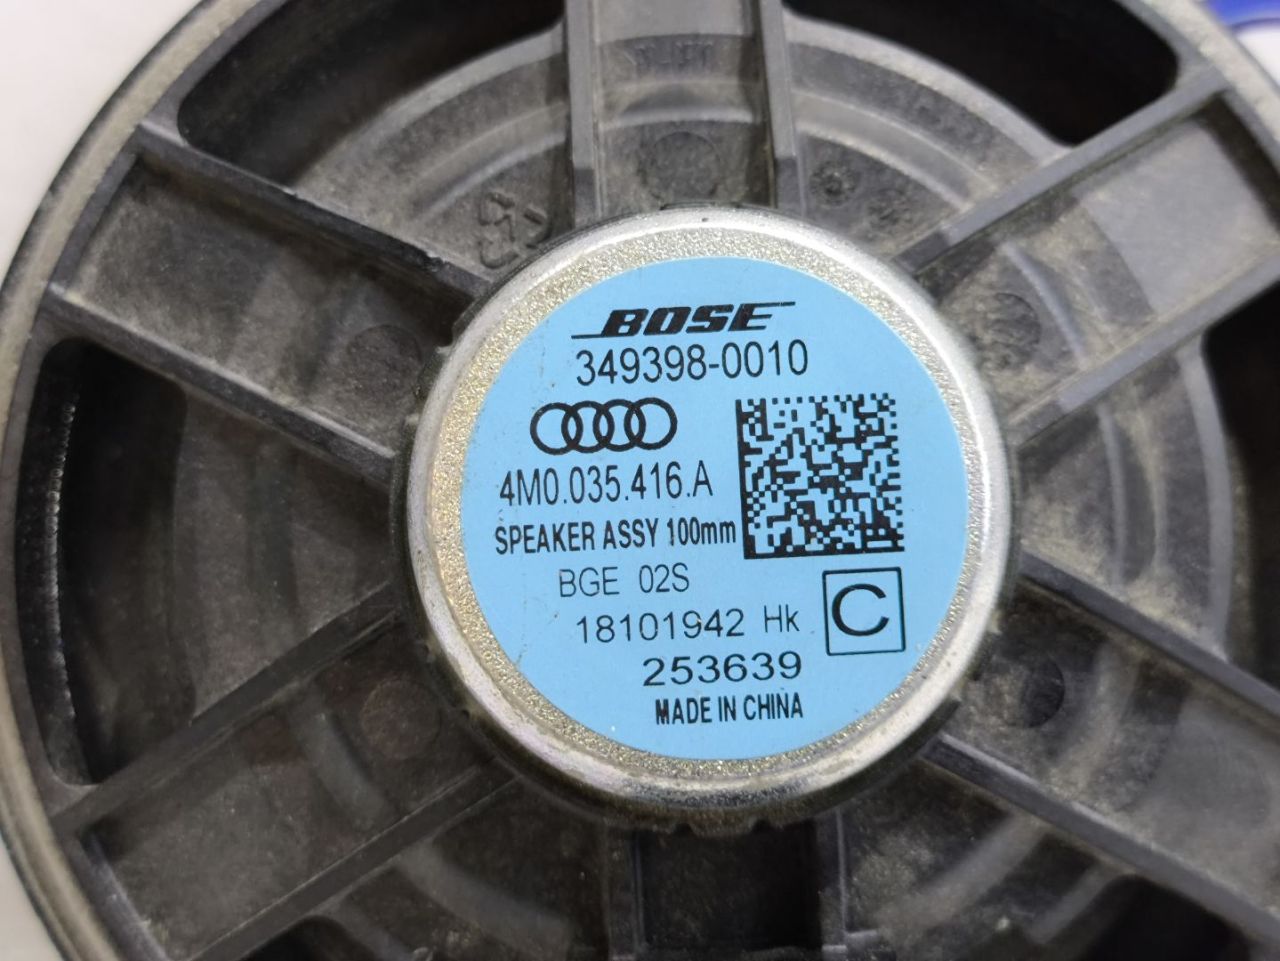 BOSE
349398-0010
4M0.035.416.A
SPEAKER ASSY 100mm
BGE 02S
18101942 Hk
C
253639
MADE IN CHINA